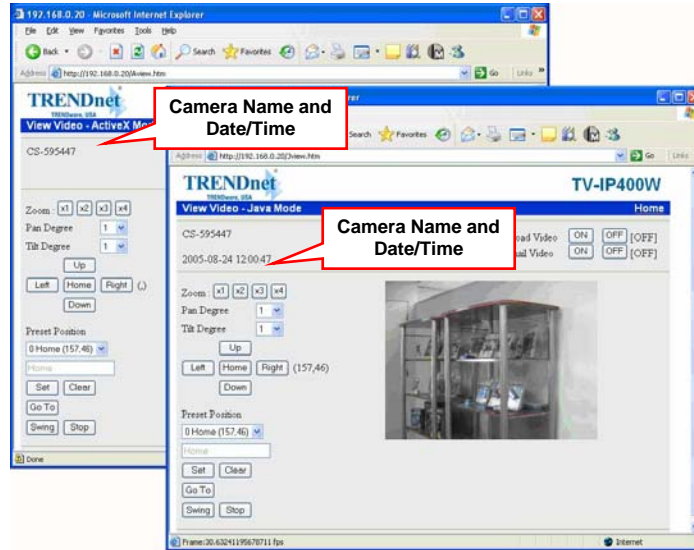 192.168.0.20 - Microsoft Internet Explorer
File Edit View Favorites Tools Help
Back Search Favorites
Address http://192.168.0.20/Aview.htm Go Links
TRENDnet
TRENDware, USA
View Video - ActiveX
CS-595447
Zoom : x1 x2 x3 x4
Pan Degree 1
Tilt Degree 1
Up
Left Home Right (,)
Down
Preset Position
0 Home (157,46)
Home
Set Clear
Go To
Swing Stop
Done
Camera Name and
Date/Time
Search Favorites
Address http://192.168.0.20/Jview.htm Go Links
TRENDnet
TRENDware, USA
TV-IP400W
View Video - Java Mode Home
CS-595447
2005-08-24 12:00:47
Camera Name and
Date/Time
Video ON OFF [OFF]
Video ON OFF [OFF]
Zoom : x1 x2 x3 x4
Pan Degree 1
Tilt Degree 1
Up
Left Home Right (157,46)
Down
Preset Position
0 Home (157,46)
Home
Set Clear
Go To
Swing Stop
Frame:20.63241195678711 fps Internet